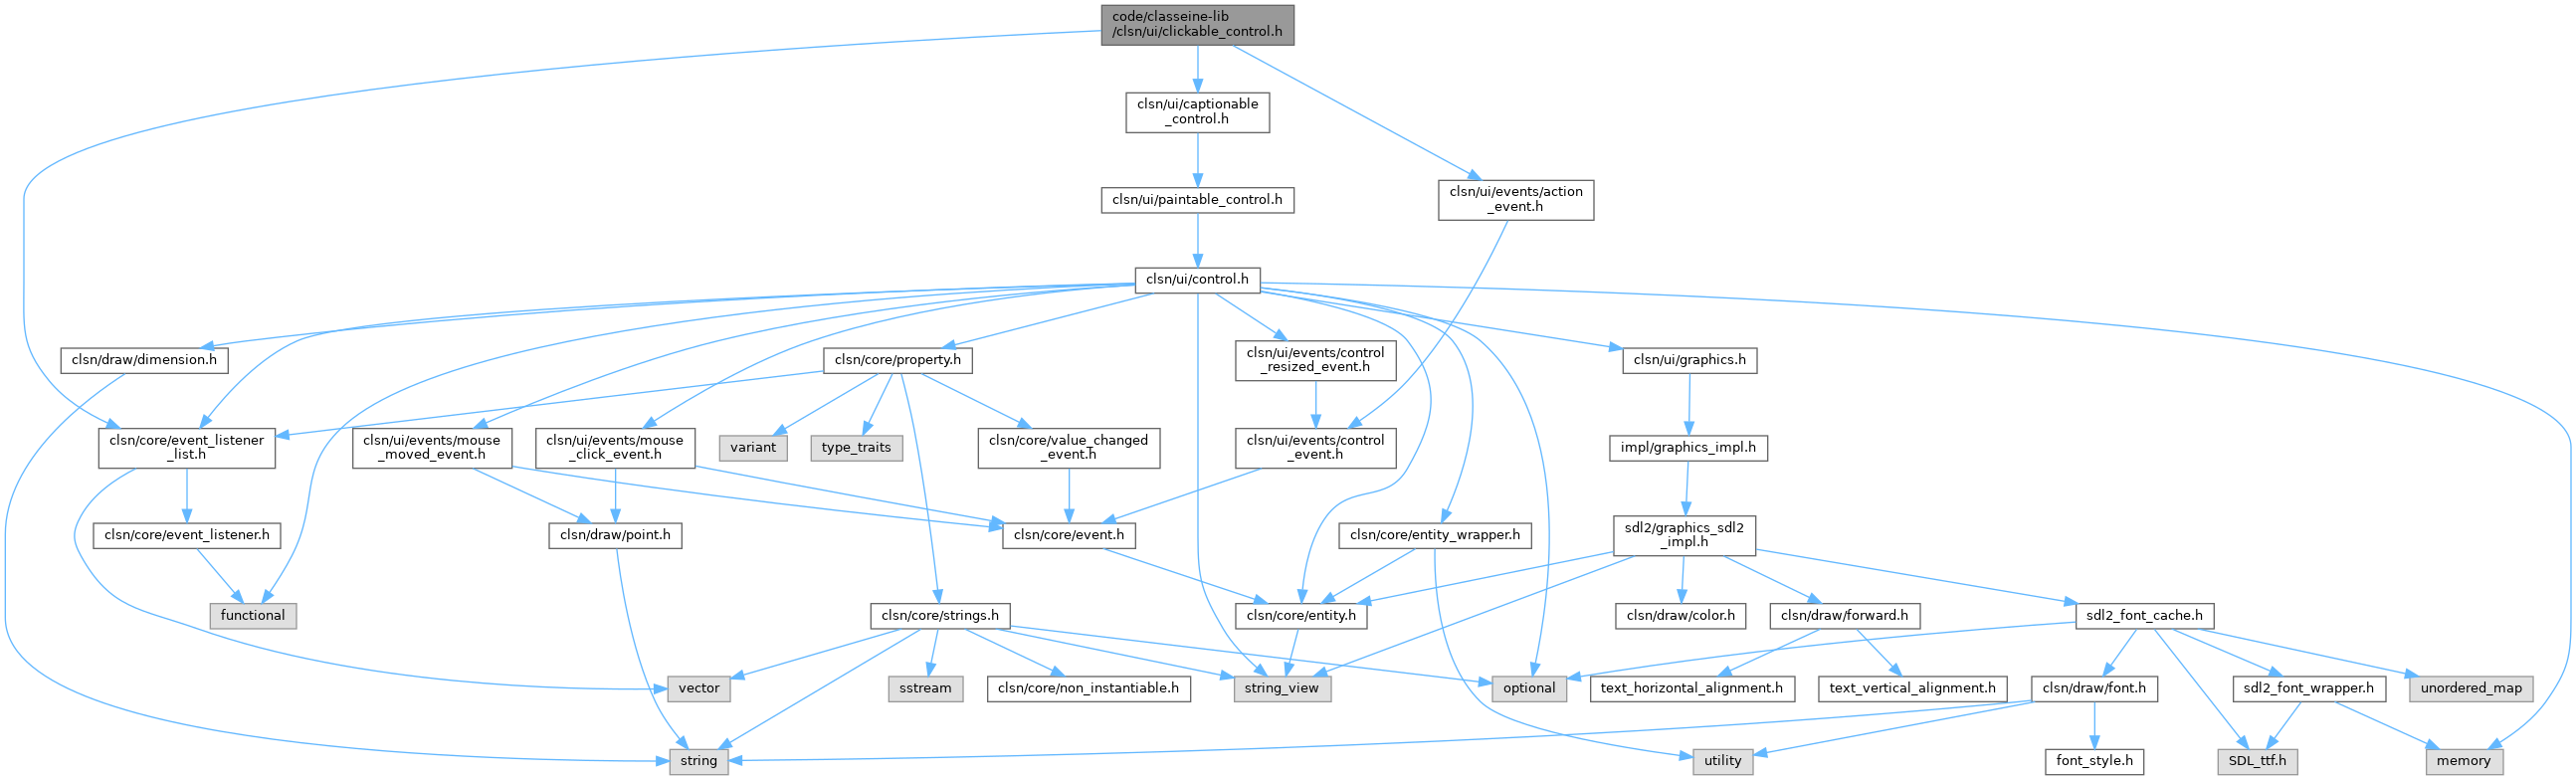 code/classeine-lib
/clsn/ui/clickable_control.h
clsn/ui/captionable
_control.h
clsn/ui/events/action
_event.h
clsn/ui/paintable_control.h
clsn/ui/control.h
clsn/draw/dimension.h
clsn/core/property.h
clsn/ui/events/control
_resized_event.h
clsn/ui/graphics.h
clsn/core/event_listener
_list.h
clsn/ui/events/mouse
_moved_event.h
clsn/ui/events/mouse
_click_event.h
variant
type_traits
clsn/core/value_changed
_event.h
clsn/ui/events/control
_event.h
impl/graphics_impl.h
clsn/core/event_listener.h
clsn/draw/point.h
clsn/core/event.h
clsn/core/entity_wrapper.h
sdl2/graphics_sdl2
_impl.h
functional
clsn/core/strings.h
clsn/core/entity.h
clsn/draw/color.h
clsn/draw/forward.h
sdl2_font_cache.h
vector
sstream
clsn/core/non_instantiable.h
string_view
optional
text_horizontal_alignment.h
text_vertical_alignment.h
clsn/draw/font.h
sdl2_font_wrapper.h
unordered_map
string
utility
font_style.h
SDL_ttf.h
memory